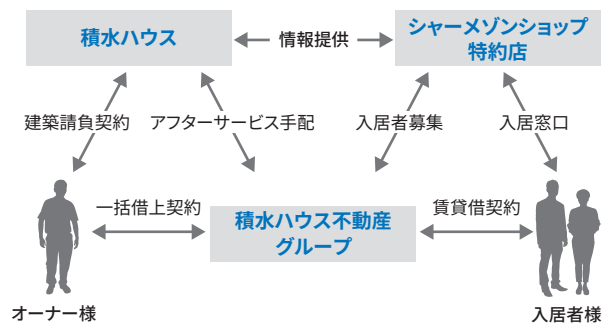 積水ハウス
情報提供
シャーメゾンショップ
特約店
建築請負契約
アフターサービス手配
入居者募集
入居窓口
一括借上契約
積水ハウス不動産
グループ
賃貸借契約
オーナー様
入居者様